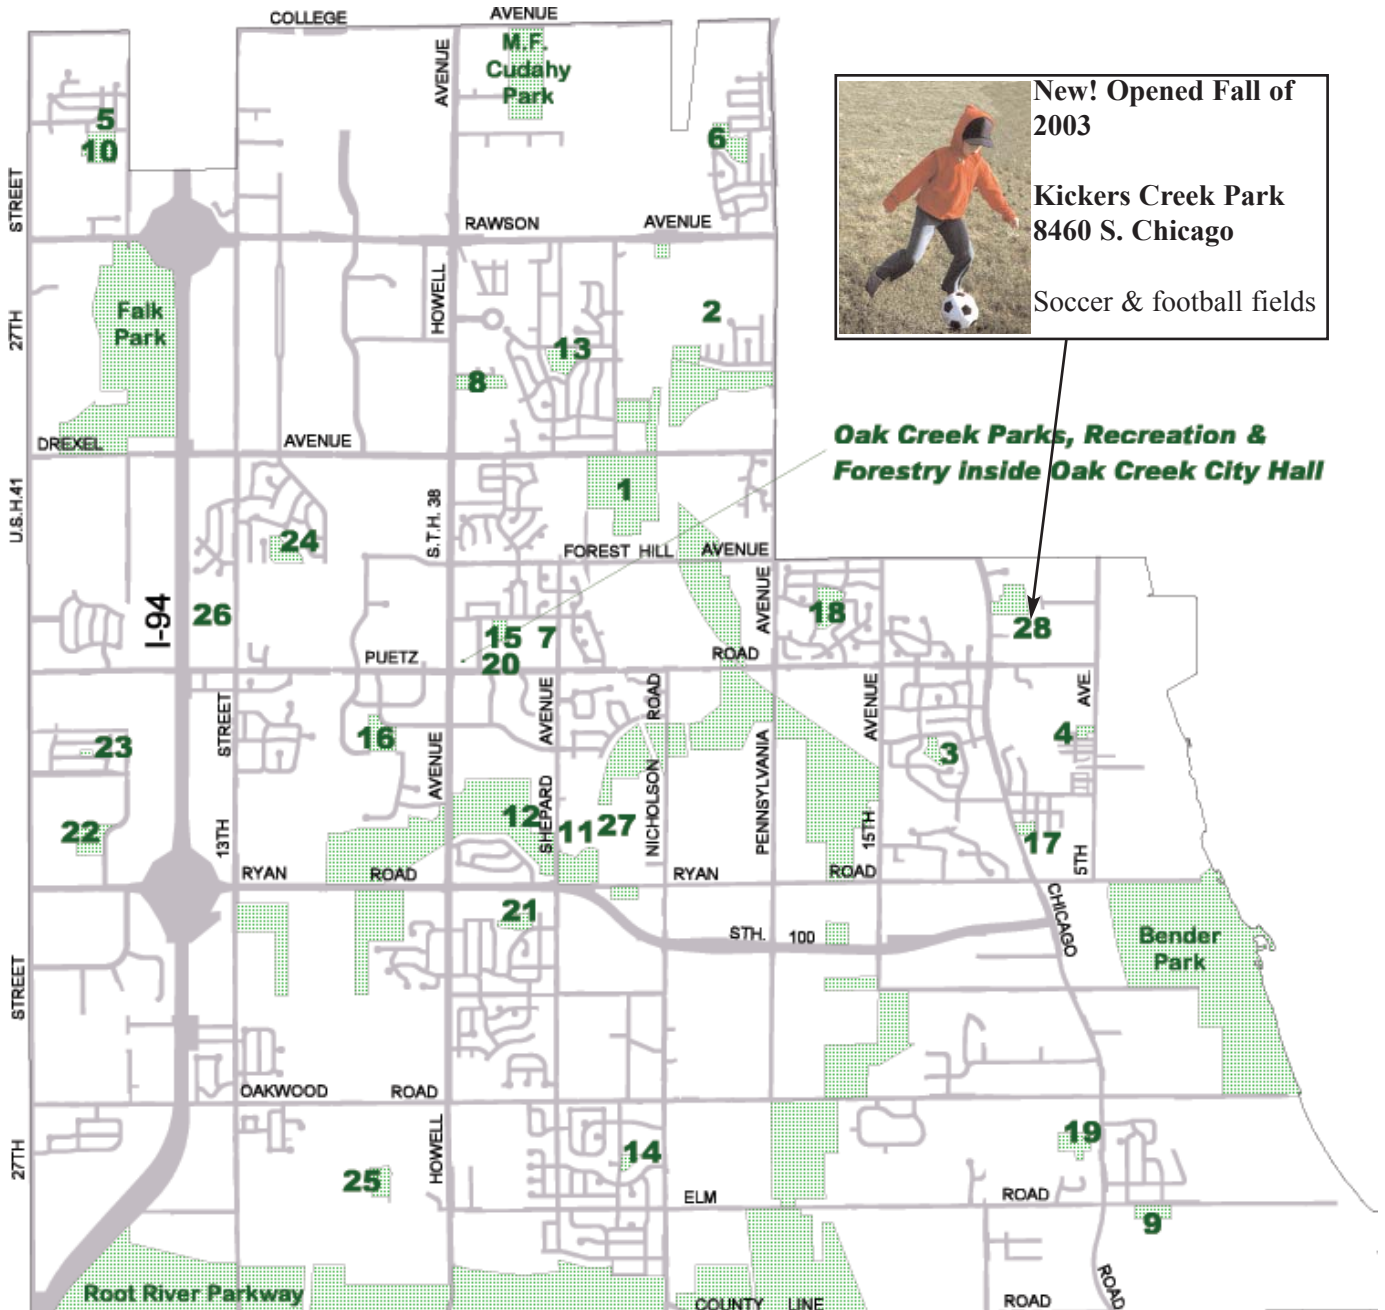 COLLEGE
AVENUE
M.F.
Cudahy
Park
AVENUE
New! Opened Fall of
2003
Kickers Creek Park
8460 S. Chicago
Soccer & football fields
5
10
6
STREET
RAWSON
AVENUE
Falk
Park
27TH
HOWELL
2
13
8
DREXEL
AVENUE
Oak Creek Parks, Recreation &
Forestry inside Oak Creek City Hall
U.S.H.41
S.T.H. 38
1
24
FOREST HILL AVENUE
I-94
26
AVENUE
18
28
15 7
20
PUETZ
ROAD
STREET
AVENUE
ROAD
AVENUE
AVE.
23
16
3
4
AVENUE
22
13TH
12
SHEPARD
11
27
NICHOLSON
PENNSYLVANIA
15TH
17
5TH
RYAN
ROAD
RYAN
ROAD
CHICAGO
21
STH. 100
Bender
Park
STREET
OAKWOOD
ROAD
27TH
HOWELL
14
19
25
ELM
ROAD
9
Root River Parkway
COUNTY LINE
ROAD
ROAD